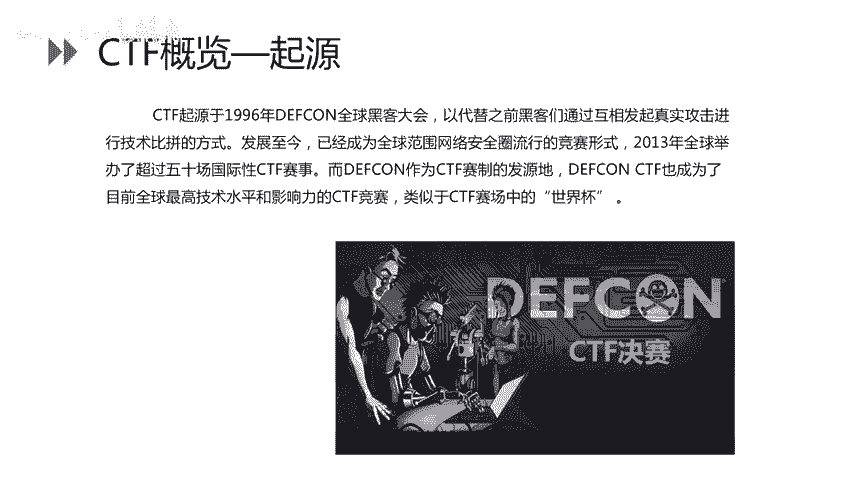 CTF概览—起源
CTF起源于1996年DEFCON全球黑客大会，以代替之前黑客们通过互相发起真实攻击进
行技术比拼的方式。发展至今，已经成为全球范围网络安全圈流行的竞赛形式，2013年全球举
办了超过五十场国际性CTF赛事。而DEFCON作为CTF赛制的发源地，DEFCON CTF也成为了
目前全球最高技术水平和影响力的CTF竞赛，类似于CTF赛场中的“世界杯” 。
DEFCON
CTF决赛